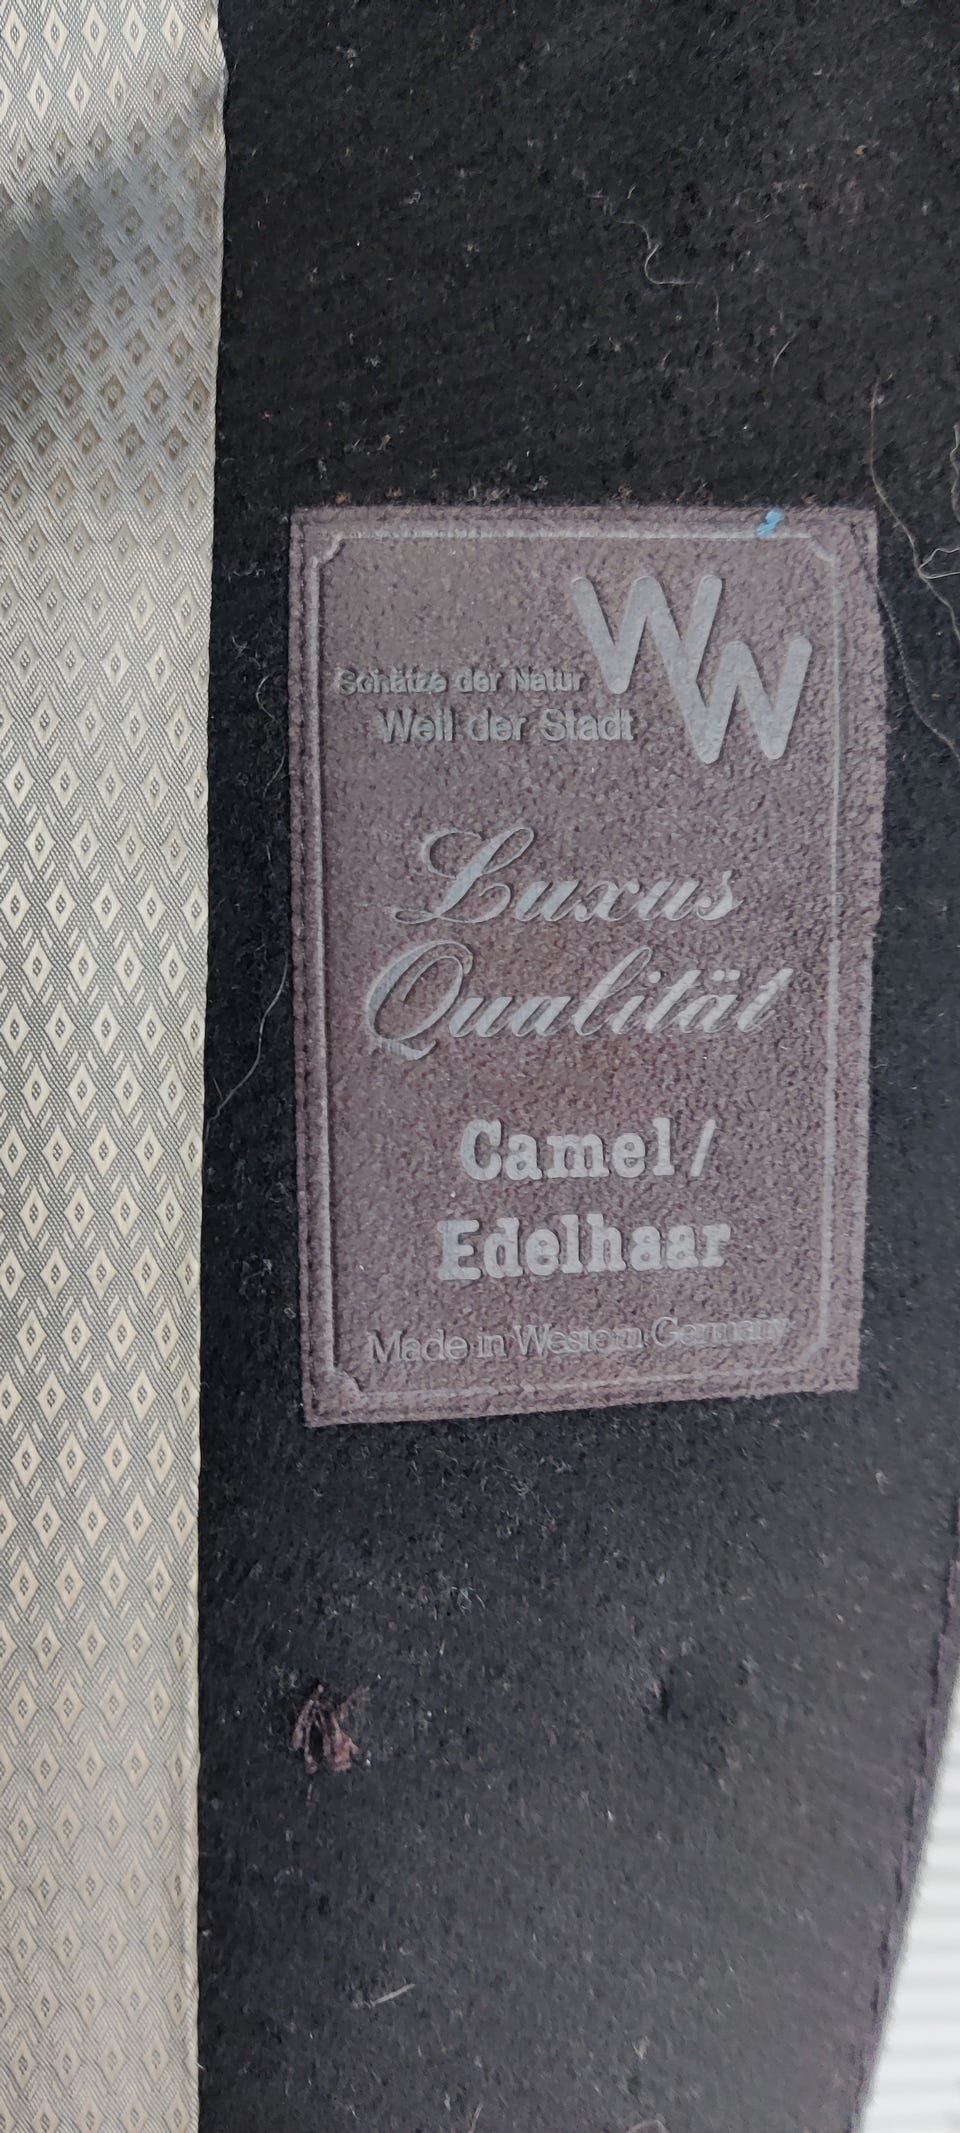 WW
Schätze der Natur
Weil der Stadt
Luxus
Qualität
Camel/
Edelhaar
Made in Western Germany